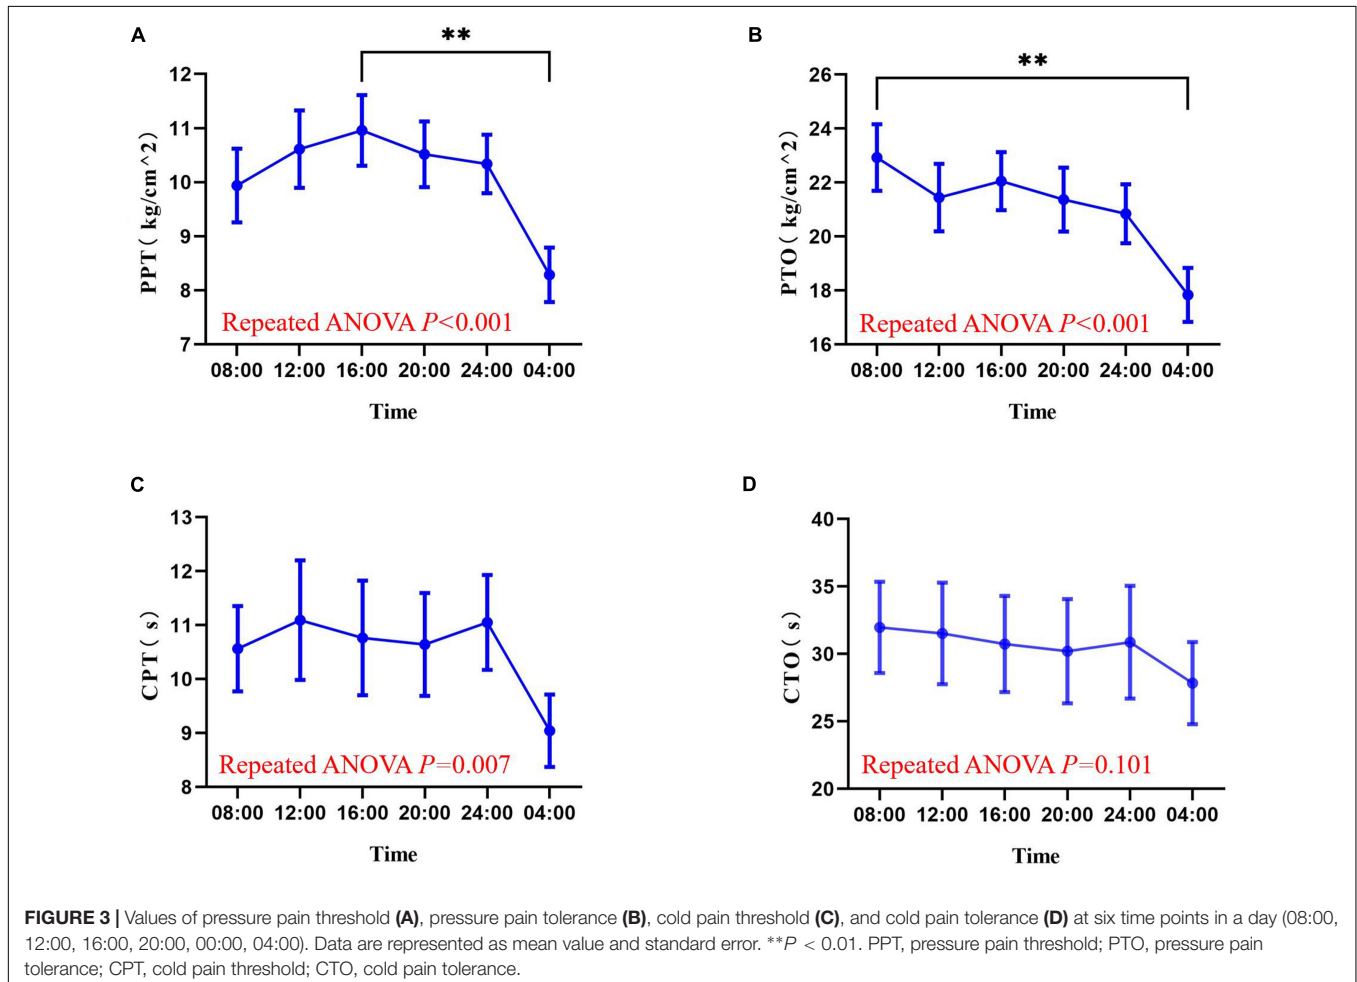 A
**
12
11
10
9
8
7
PPT( kg/cm^2)
Repeated ANOVA P<0.001
08:00 12:00 16:00 20:00 24:00 04:00
Time
B
**
26
24
22
20
18
16
PTO( kg/cm^2)
Repeated ANOVA P<0.001
08:00 12:00 16:00 20:00 24:00 04:00
Time
C
13
12
11
10
9
8
CPT( s)
Repeated ANOVA P=0.007
08:00 12:00 16:00 20:00 24:00 04:00
Time
D
40
35
30
25
20
CTO( s)
Repeated ANOVA P=0.101
08:00 12:00 16:00 20:00 24:00 04:00
Time
FIGURE 3 | Values of pressure pain threshold (A), pressure pain tolerance (B), cold pain threshold (C), and cold pain tolerance (D) at six time points in a day (08:00,
12:00, 16:00, 20:00, 00:00, 04:00). Data are represented as mean value and standard error. **P < 0.01. PPT, pressure pain threshold; PTO, pressure pain
tolerance; CPT, cold pain threshold; CTO, cold pain tolerance.